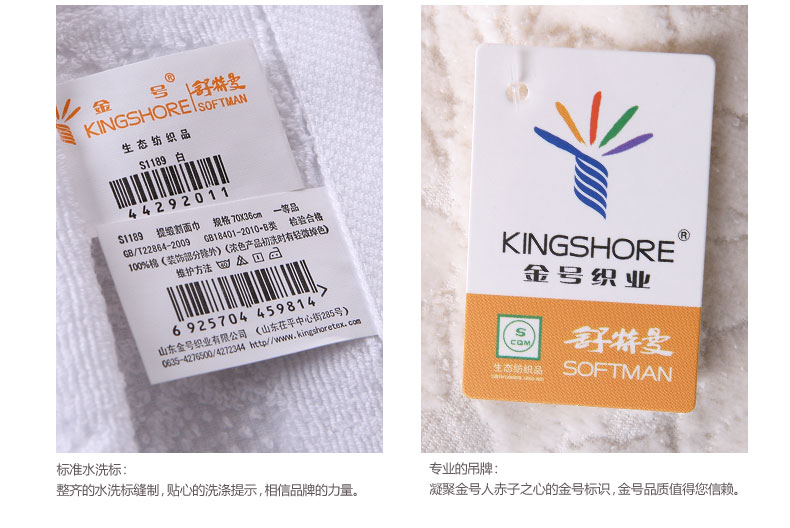 金号®
KINGSHORE
舒特曼
SOFTMAN
生态纺织品
S1189 白
44292011
S1189 提缎割面巾 规格70X36cm 一等品
GB/T22864-2009 GB18401-2010·B类 检验合格
100%棉(装饰部分除外)(浓色产品初洗时有轻微掉色)
维护方法
6 925704 459814
山东金号织业有限公司 (山东茌平中心街285号)
0635-4276500/4272344 http://www.kingshoretex.com
KINGSHORE®
金号织业
S
CQM
生态纺织品
舒特曼
SOFTMAN
标准水洗标：
整齐的水洗标缝制，贴心的洗涤提示，相信品牌的力量。
专业的吊牌：
凝聚金号人赤子之心的金号标识，金号品质值得您信赖。